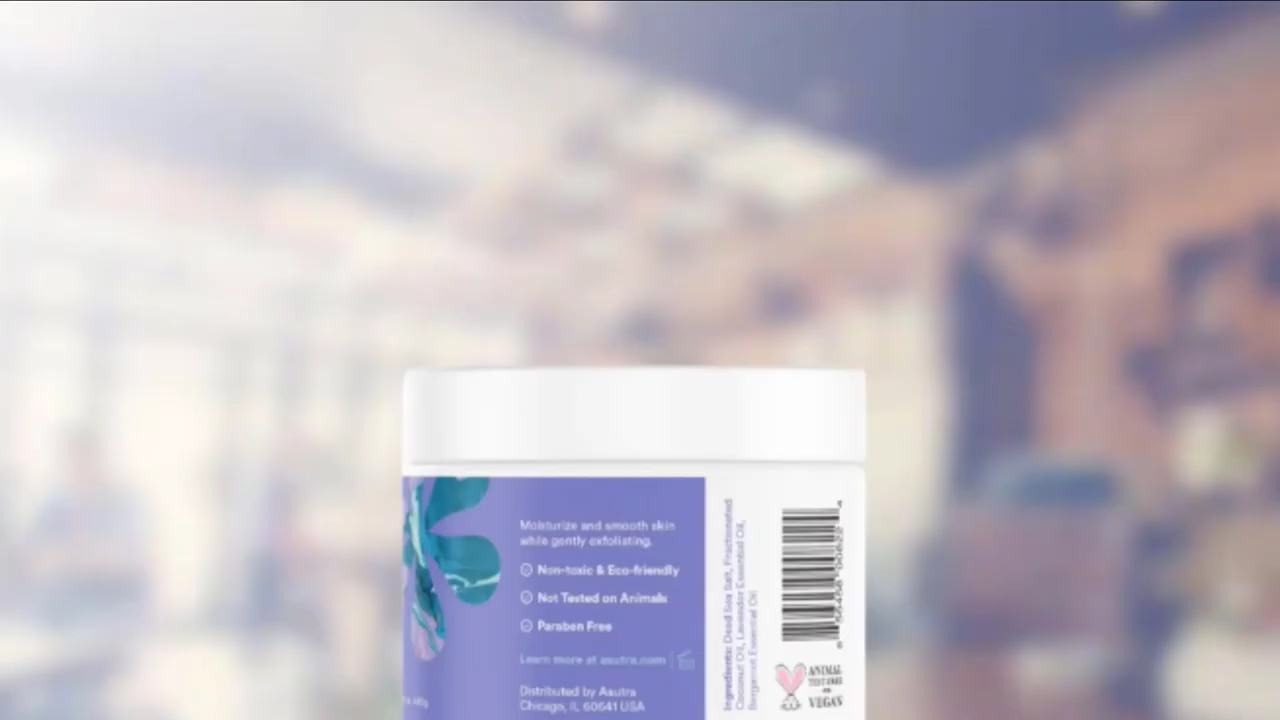 Moisturize and smooth skin
while gently exfoliating.
Non-toxic & Eco-friendly
Not Tested on Animals
Paraben Free
Learn more at asutra.com
Distributed by Asutra
Chicago, IL 60641 USA
Ingredients: Dead Sea Salt, Fractionated
Coconut Oil, Lavender Essential Oil,
Bergamot Essential Oil
ANIMAL
TEST-FREE
VEGAN